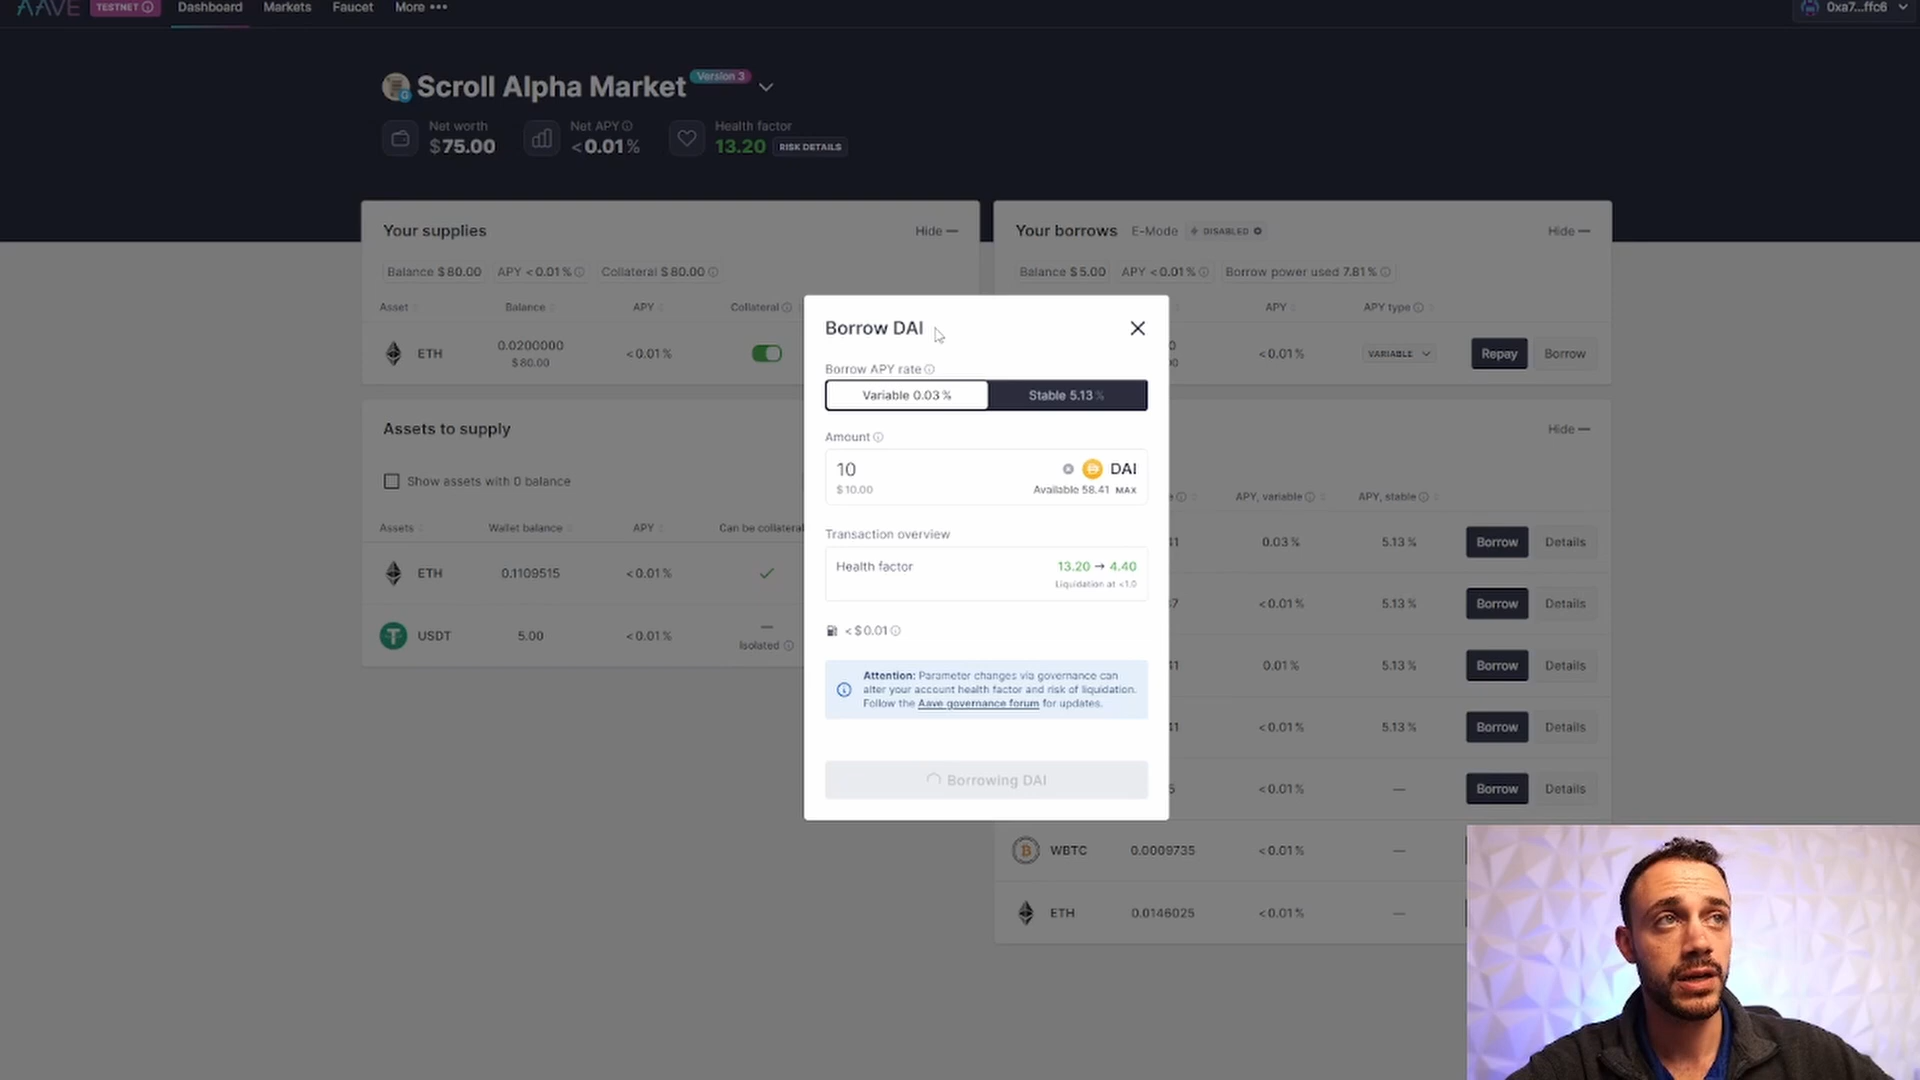 AAVE TESTNET Dashboard Markets Faucet More 0xa7...ffc6
Scroll Alpha Market Version 3
Net worth
$75.00
Net APY
<0.01%
Health factor
13.20 RISK DETAILS
Your supplies Hide
Balance $80.00 APY <0.01% Collateral $80.00
Asset Balance APY Collateral
ETH 0.0200000 <0.01%
$80.00
Assets to supply
Show assets with 0 balance
Assets Wallet balance APY Can be collateral
ETH 0.1109515 <0.01%
USDT 5.00 <0.01% —
Isolated
Your borrows E-Mode DISABLED Hide
Balance $5.00 APY <0.01% Borrow power used 7.81%
APY APY type
<0.01% VARIABLE Repay Borrow
Hide
APY, variable APY, stable
0.03% 5.13% Borrow Details
<0.01% 5.13% Borrow Details
0.01% 5.13% Borrow Details
<0.01% 5.13% Borrow Details
<0.01% — Borrow Details
WBTC 0.0009735 <0.01% —
ETH 0.0146025 <0.01% —
Borrow DAI
Borrow APY rate
Variable 0.03% Stable 5.13%
Amount
10 DAI
$10.00 Available 58.41 MAX
Transaction overview
Health factor 13.20 → 4.40
Liquidation at <1.0
<$0.01
Attention: Parameter changes via governance can
alter your account health factor and risk of liquidation.
Follow the Aave governance forum for updates.
Borrowing DAI